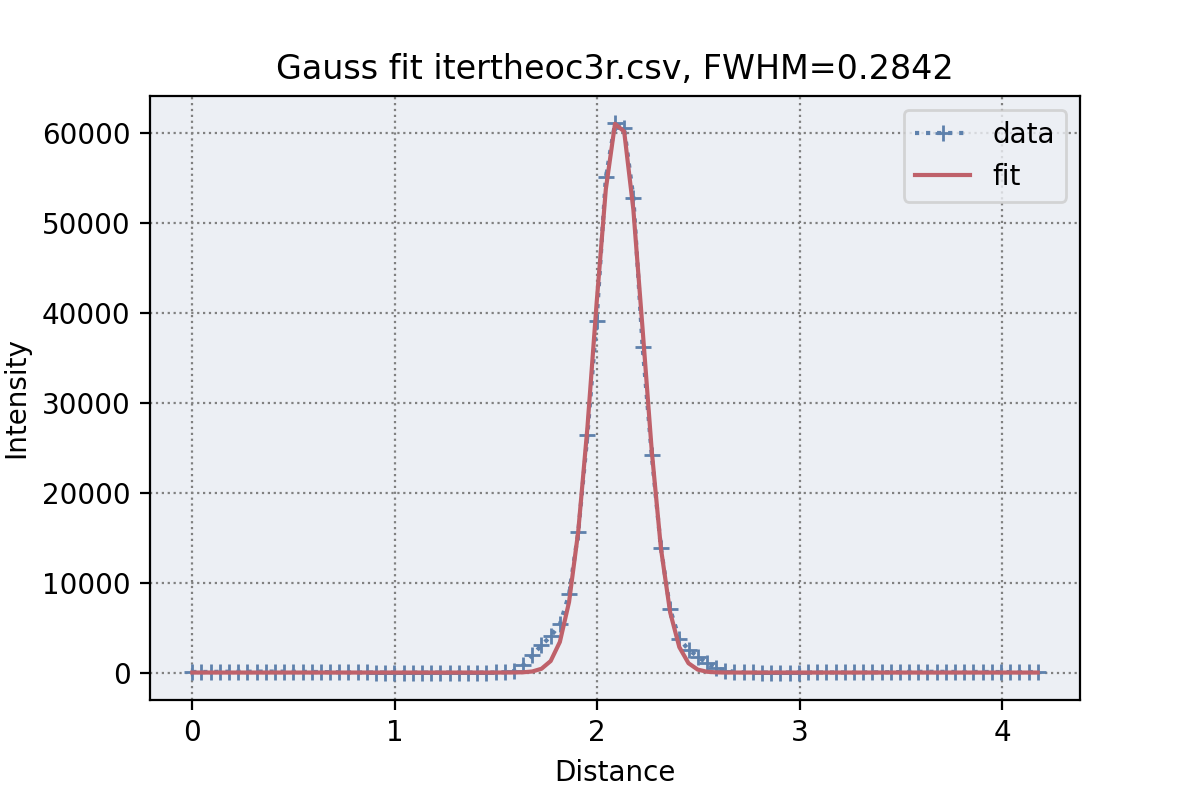 Gauss fit itertheoc3r.csv, FWHM=0.2842
data
fit
60000
50000
40000
30000
20000
10000
0
Intensity
0 1 2 3 4
Distance